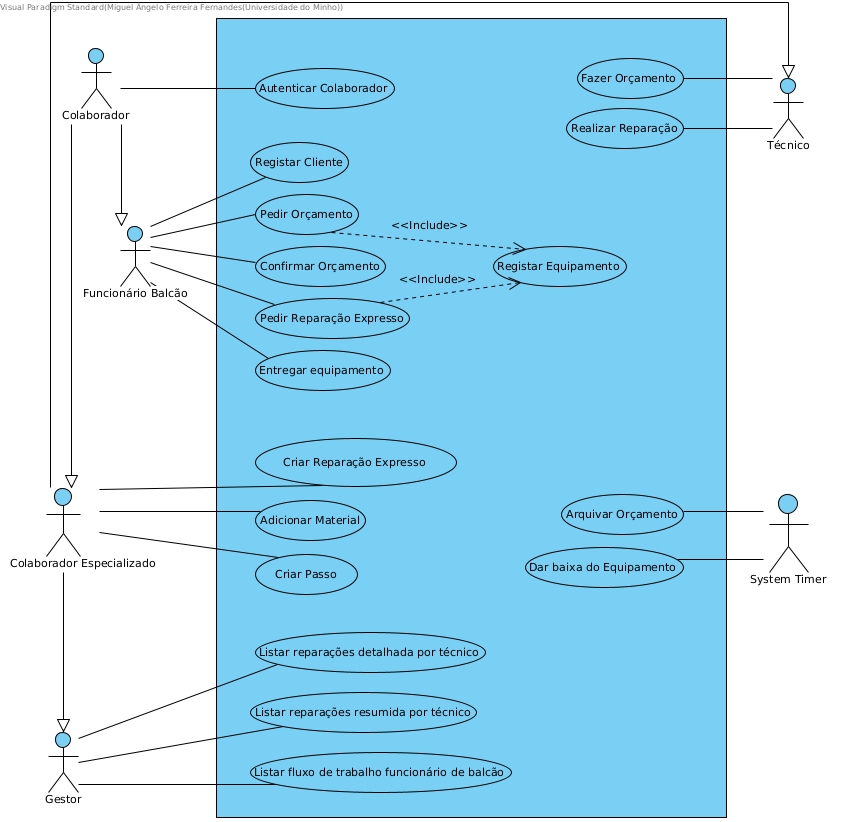 Visual Paradigm Standard(Miguel Ângelo Ferreira Fernandes(Universidade do Minho))
Colaborador
Autenticar Colaborador
Fazer Orçamento
Realizar Reparação
Técnico
Registar Cliente
Pedir Orçamento
<<Include>>
Confirmar Orçamento
Registar Equipamento
<<Include>>
Funcionário Balcão
Pedir Reparação Expresso
Entregar equipamento
Criar Reparação Expresso
Adicionar Material
Arquivar Orçamento
Colaborador Especializado
Criar Passo
Dar baixa do Equipamento
System Timer
Listar reparações detalhada por técnico
Listar reparações resumida por técnico
Listar fluxo de trabalho funcionário de balcão
Gestor